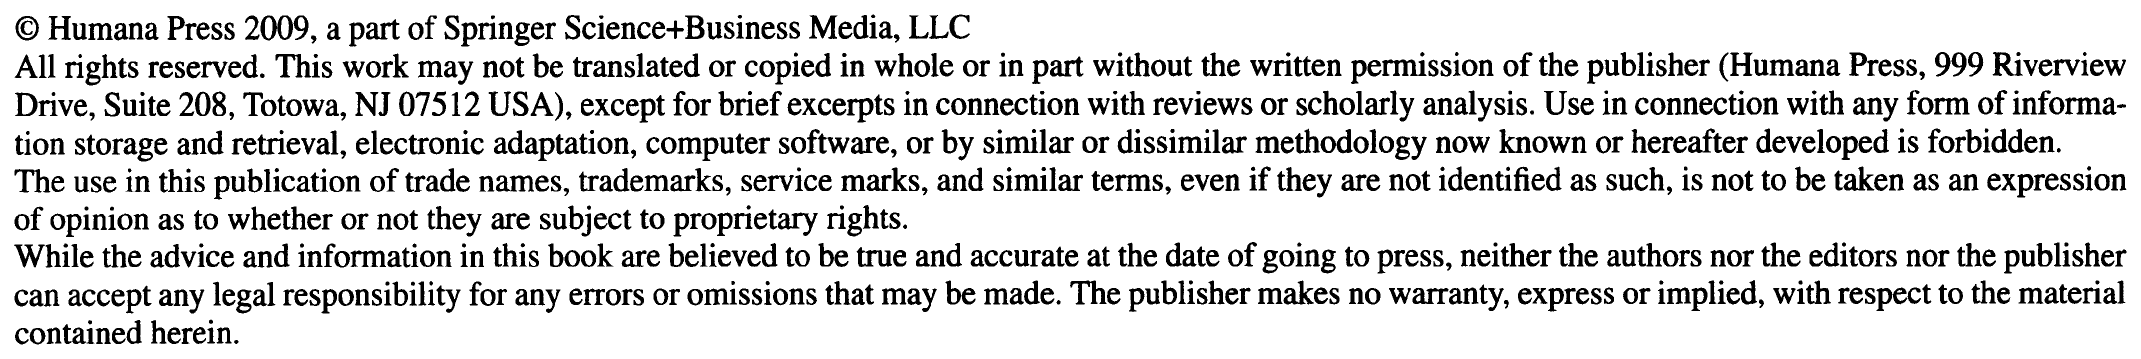 © Humana Press 2009, a part of Springer Science+Business Media, LLC
All rights reserved. This work may not be translated or copied in whole or in part without the written permission of the publisher (Humana Press, 999 Riverview
Drive, Suite 208, Totowa, NJ 07512 USA), except for brief excerpts in connection with reviews or scholarly analysis. Use in connection with any form of informa-
tion storage and retrieval, electronic adaptation, computer software, or by similar or dissimilar methodology now known or hereafter developed is forbidden.
The use in this publication of trade names, trademarks, service marks, and similar terms, even if they are not identified as such, is not to be taken as an expression
of opinion as to whether or not they are subject to proprietary rights.
While the advice and information in this book are believed to be true and accurate at the date of going to press, neither the authors nor the editors nor the publisher
can accept any legal responsibility for any errors or omissions that may be made. The publisher makes no warranty, express or implied, with respect to the material
contained herein.